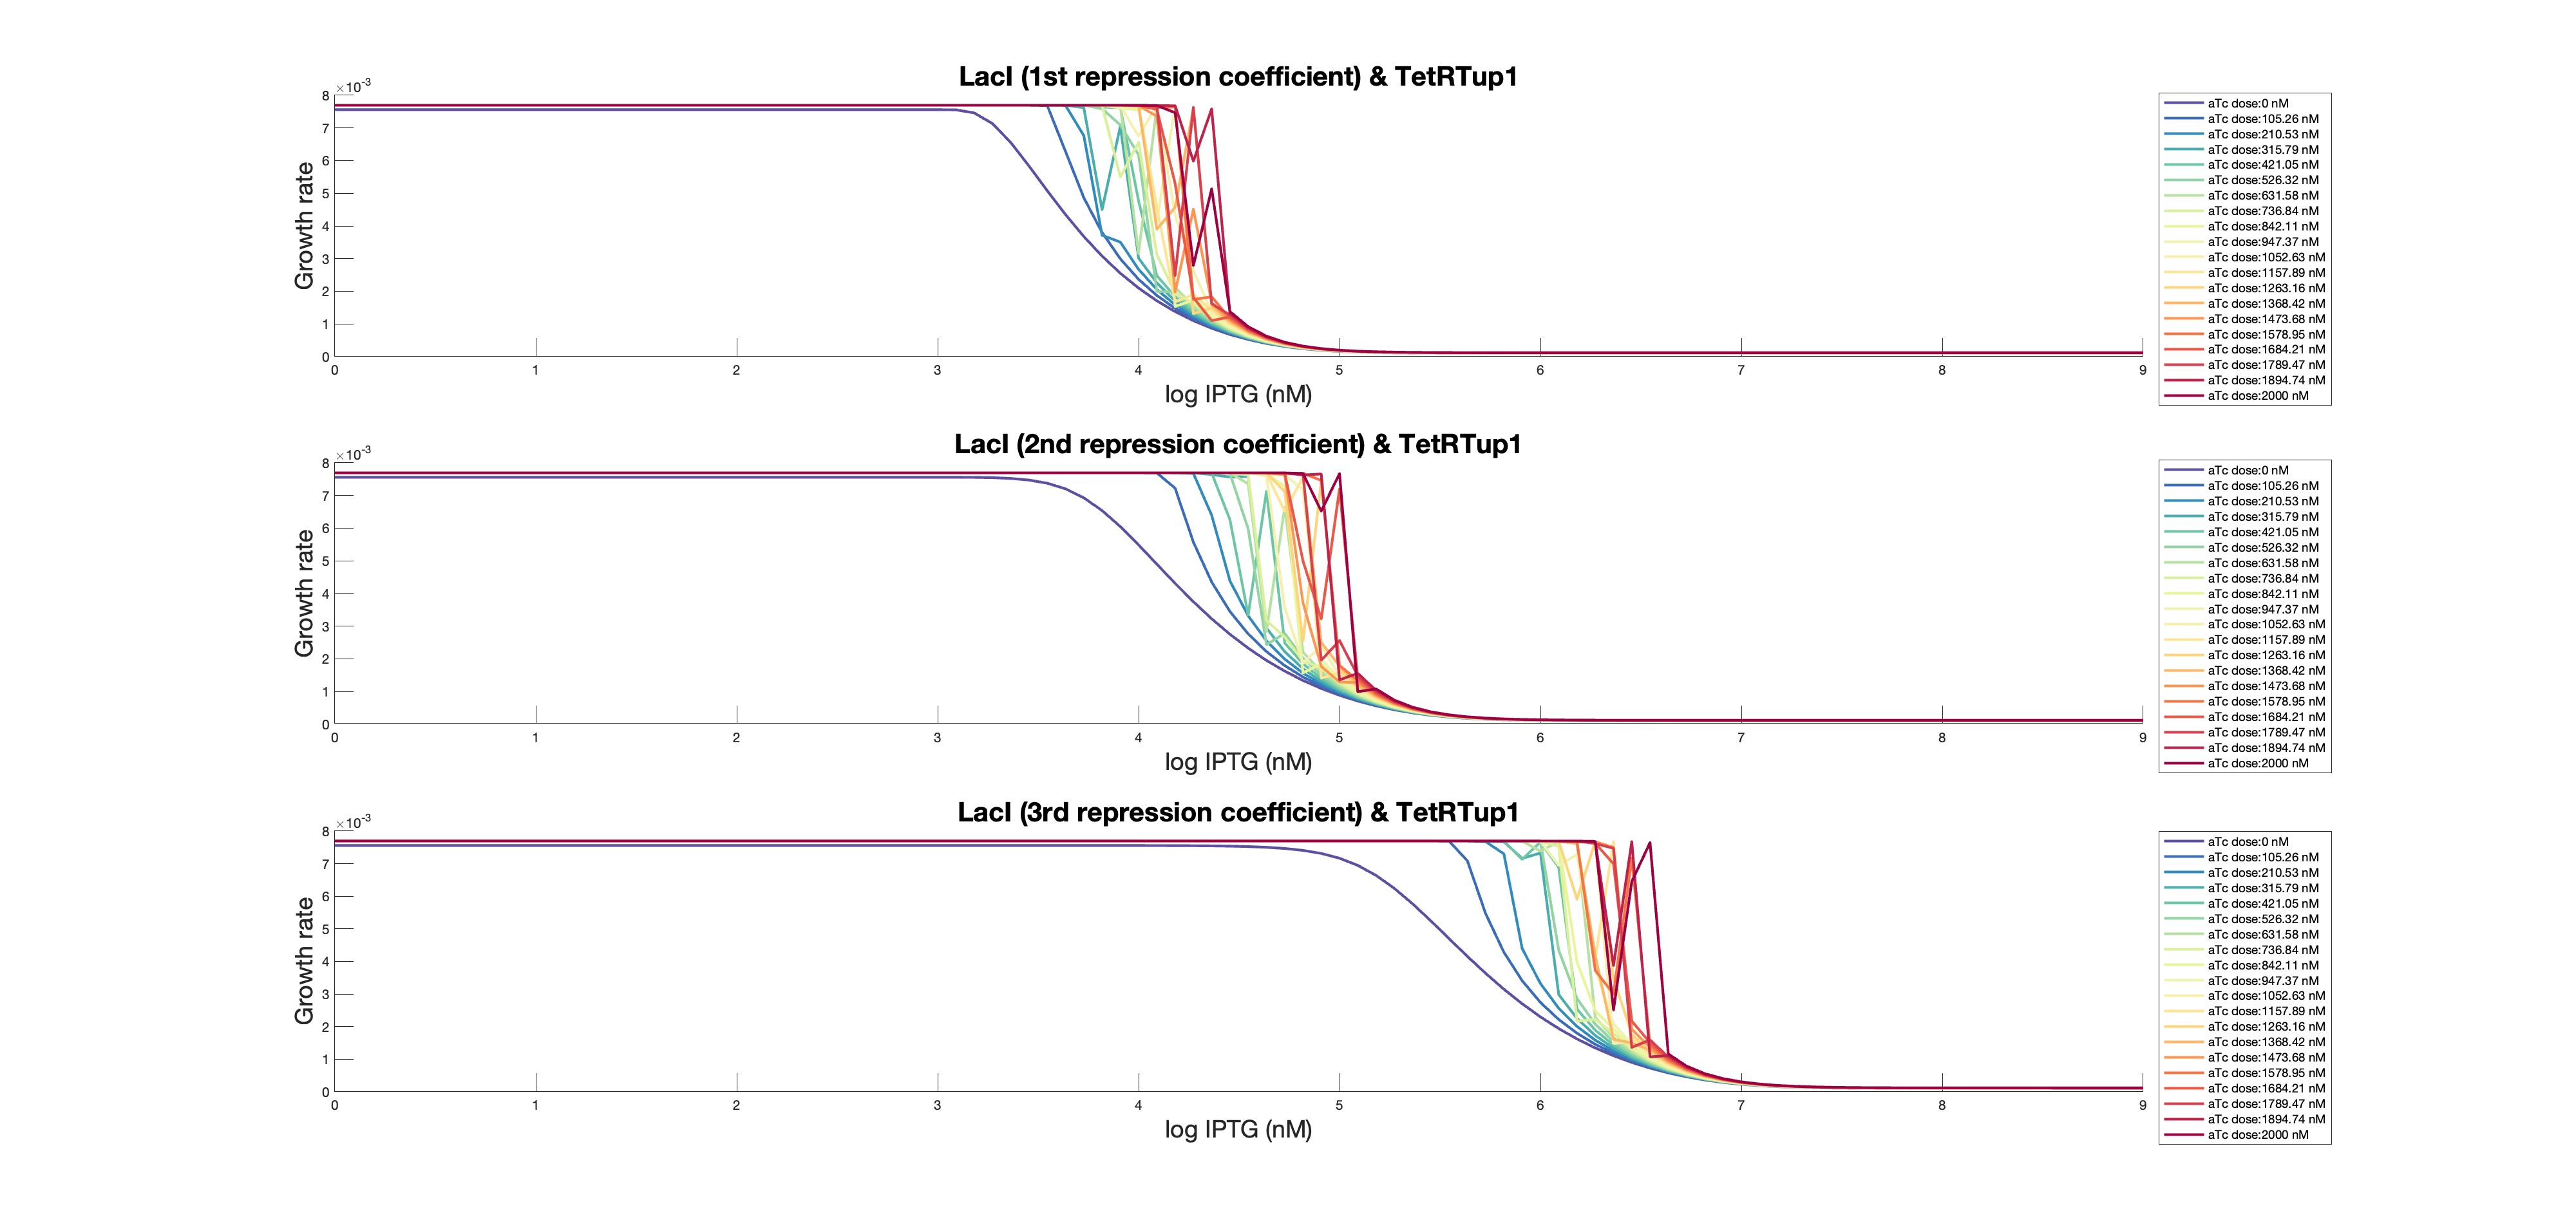 LacI (1st repression coefficient) & TetRTup1
×10-3
8
7
6
5
4
3
2
1
0
Growth rate
0 1 2 3 4 5 6 7 8 9
log IPTG (nM)
aTc dose:0 nM
aTc dose:105.26 nM
aTc dose:210.53 nM
aTc dose:315.79 nM
aTc dose:421.05 nM
aTc dose:526.32 nM
aTc dose:631.58 nM
aTc dose:736.84 nM
aTc dose:842.11 nM
aTc dose:947.37 nM
aTc dose:1052.63 nM
aTc dose:1157.89 nM
aTc dose:1263.16 nM
aTc dose:1368.42 nM
aTc dose:1473.68 nM
aTc dose:1578.95 nM
aTc dose:1684.21 nM
aTc dose:1789.47 nM
aTc dose:1894.74 nM
aTc dose:2000 nM
LacI (2nd repression coefficient) & TetRTup1
×10-3
8
7
6
5
4
3
2
1
0
Growth rate
0 1 2 3 4 5 6 7 8 9
log IPTG (nM)
aTc dose:0 nM
aTc dose:105.26 nM
aTc dose:210.53 nM
aTc dose:315.79 nM
aTc dose:421.05 nM
aTc dose:526.32 nM
aTc dose:631.58 nM
aTc dose:736.84 nM
aTc dose:842.11 nM
aTc dose:947.37 nM
aTc dose:1052.63 nM
aTc dose:1157.89 nM
aTc dose:1263.16 nM
aTc dose:1368.42 nM
aTc dose:1473.68 nM
aTc dose:1578.95 nM
aTc dose:1684.21 nM
aTc dose:1789.47 nM
aTc dose:1894.74 nM
aTc dose:2000 nM
LacI (3rd repression coefficient) & TetRTup1
×10-3
8
7
6
5
4
3
2
1
0
Growth rate
0 1 2 3 4 5 6 7 8 9
log IPTG (nM)
aTc dose:0 nM
aTc dose:105.26 nM
aTc dose:210.53 nM
aTc dose:315.79 nM
aTc dose:421.05 nM
aTc dose:526.32 nM
aTc dose:631.58 nM
aTc dose:736.84 nM
aTc dose:842.11 nM
aTc dose:947.37 nM
aTc dose:1052.63 nM
aTc dose:1157.89 nM
aTc dose:1263.16 nM
aTc dose:1368.42 nM
aTc dose:1473.68 nM
aTc dose:1578.95 nM
aTc dose:1684.21 nM
aTc dose:1789.47 nM
aTc dose:1894.74 nM
aTc dose:2000 nM